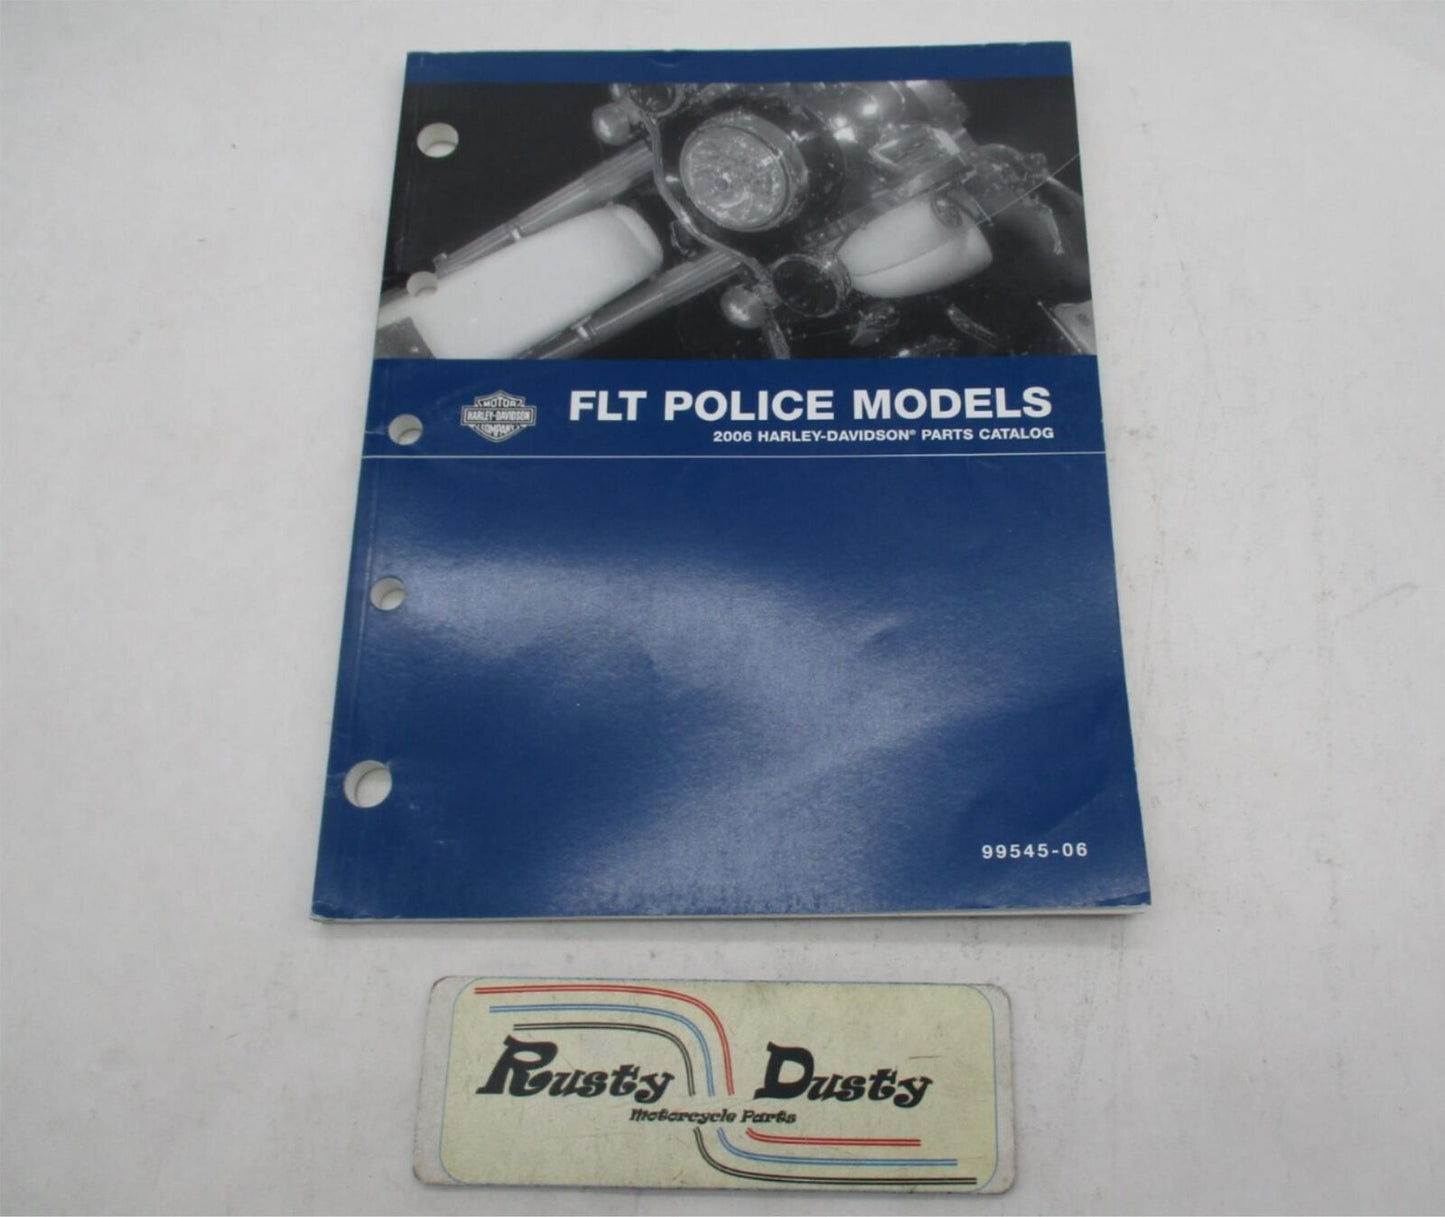 MOTOR
HARLEY-DAVIDSON
COMPANY
FLT POLICE MODELS
2006 HARLEY-DAVIDSON® PARTS CATALOG
99545-06
Rusty Dusty
Motorcycle Parts